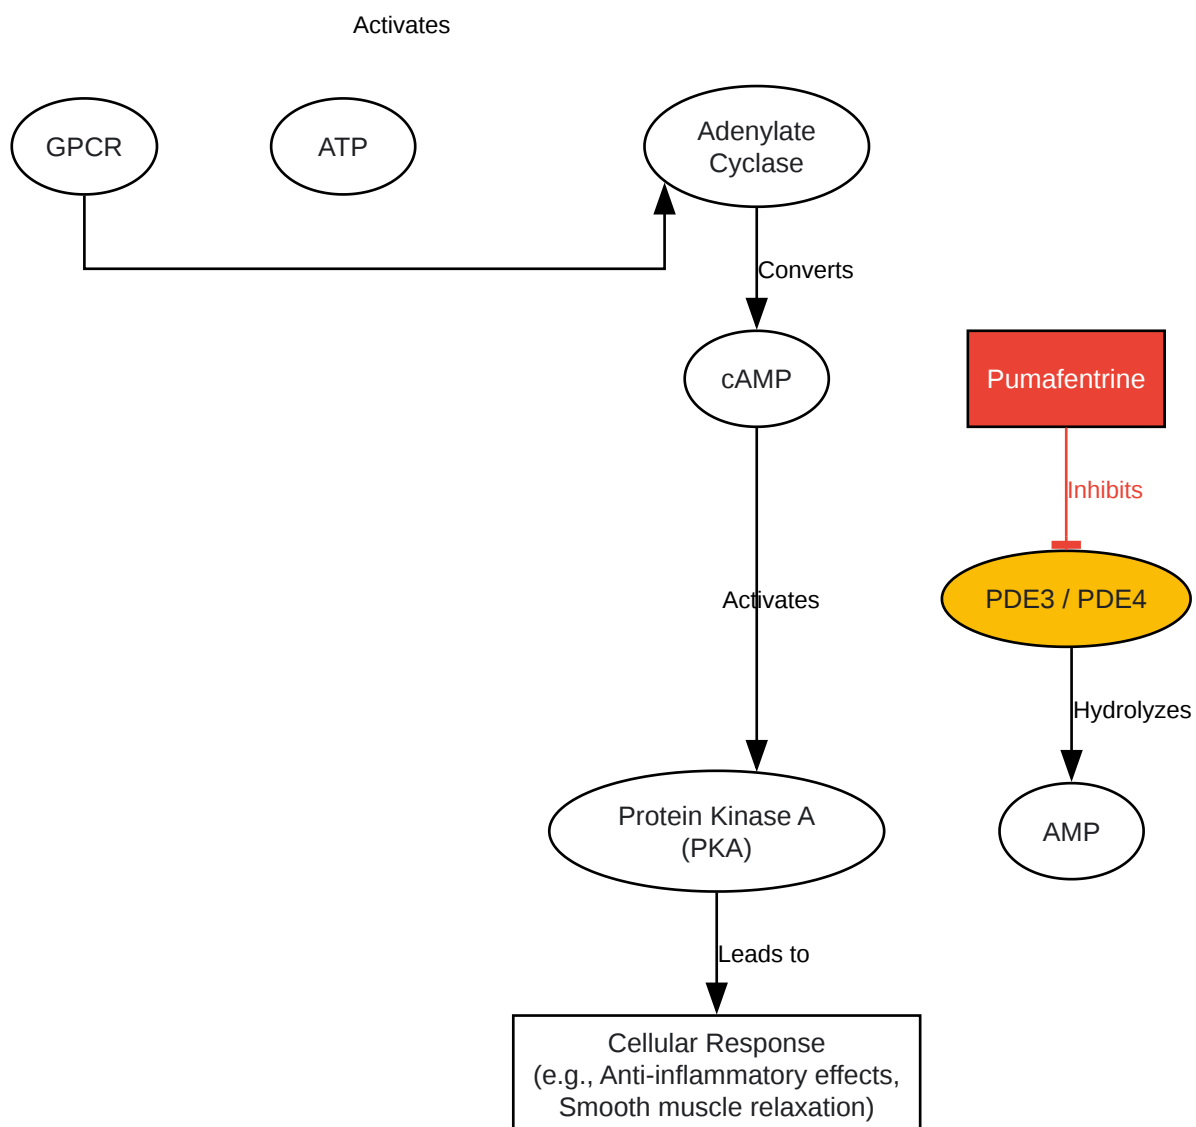 Activates
GPCR
ATP
Adenylate
Cyclase
Converts
cAMP
Pumafentrine
Inhibits
Activates
PDE3 / PDE4
Hydrolyzes
Protein Kinase A
(PKA)
AMP
Leads to
Cellular Response
(e.g., Anti-inflammatory effects,
Smooth muscle relaxation)